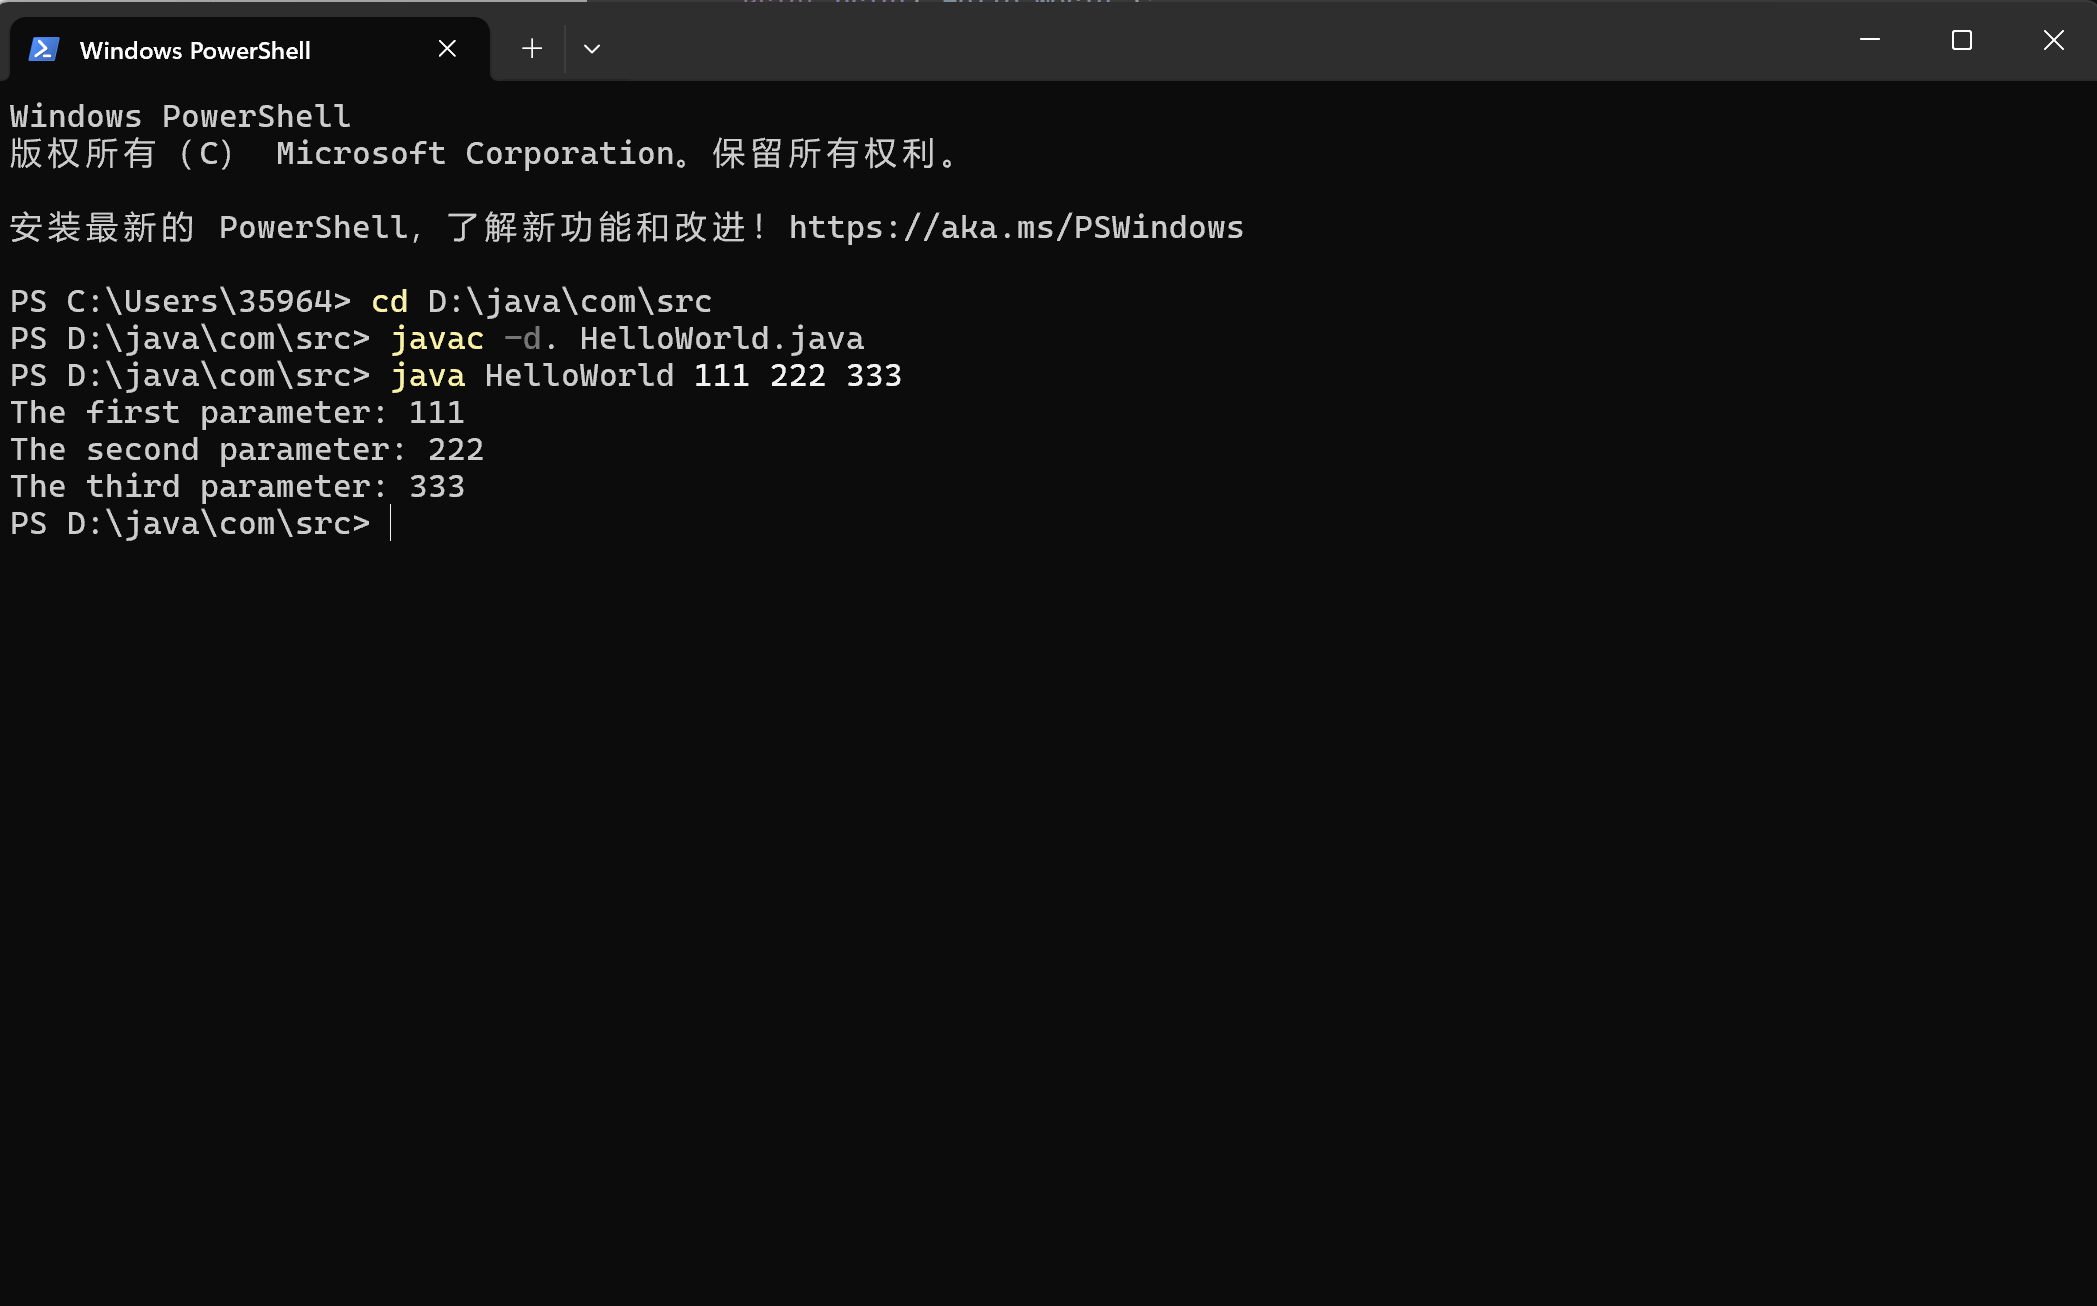 Windows PowerShell
Windows PowerShell
版权所有（C） Microsoft Corporation。保留所有权利。
安装最新的 PowerShell，了解新功能和改进！https://aka.ms/PSWindows
PS C:\Users\35964> cd D:\java\com\src
PS D:\java\com\src> javac -d. HelloWorld.java
PS D:\java\com\src> java HelloWorld 111 222 333
The first parameter: 111
The second parameter: 222
The third parameter: 333
PS D:\java\com\src>